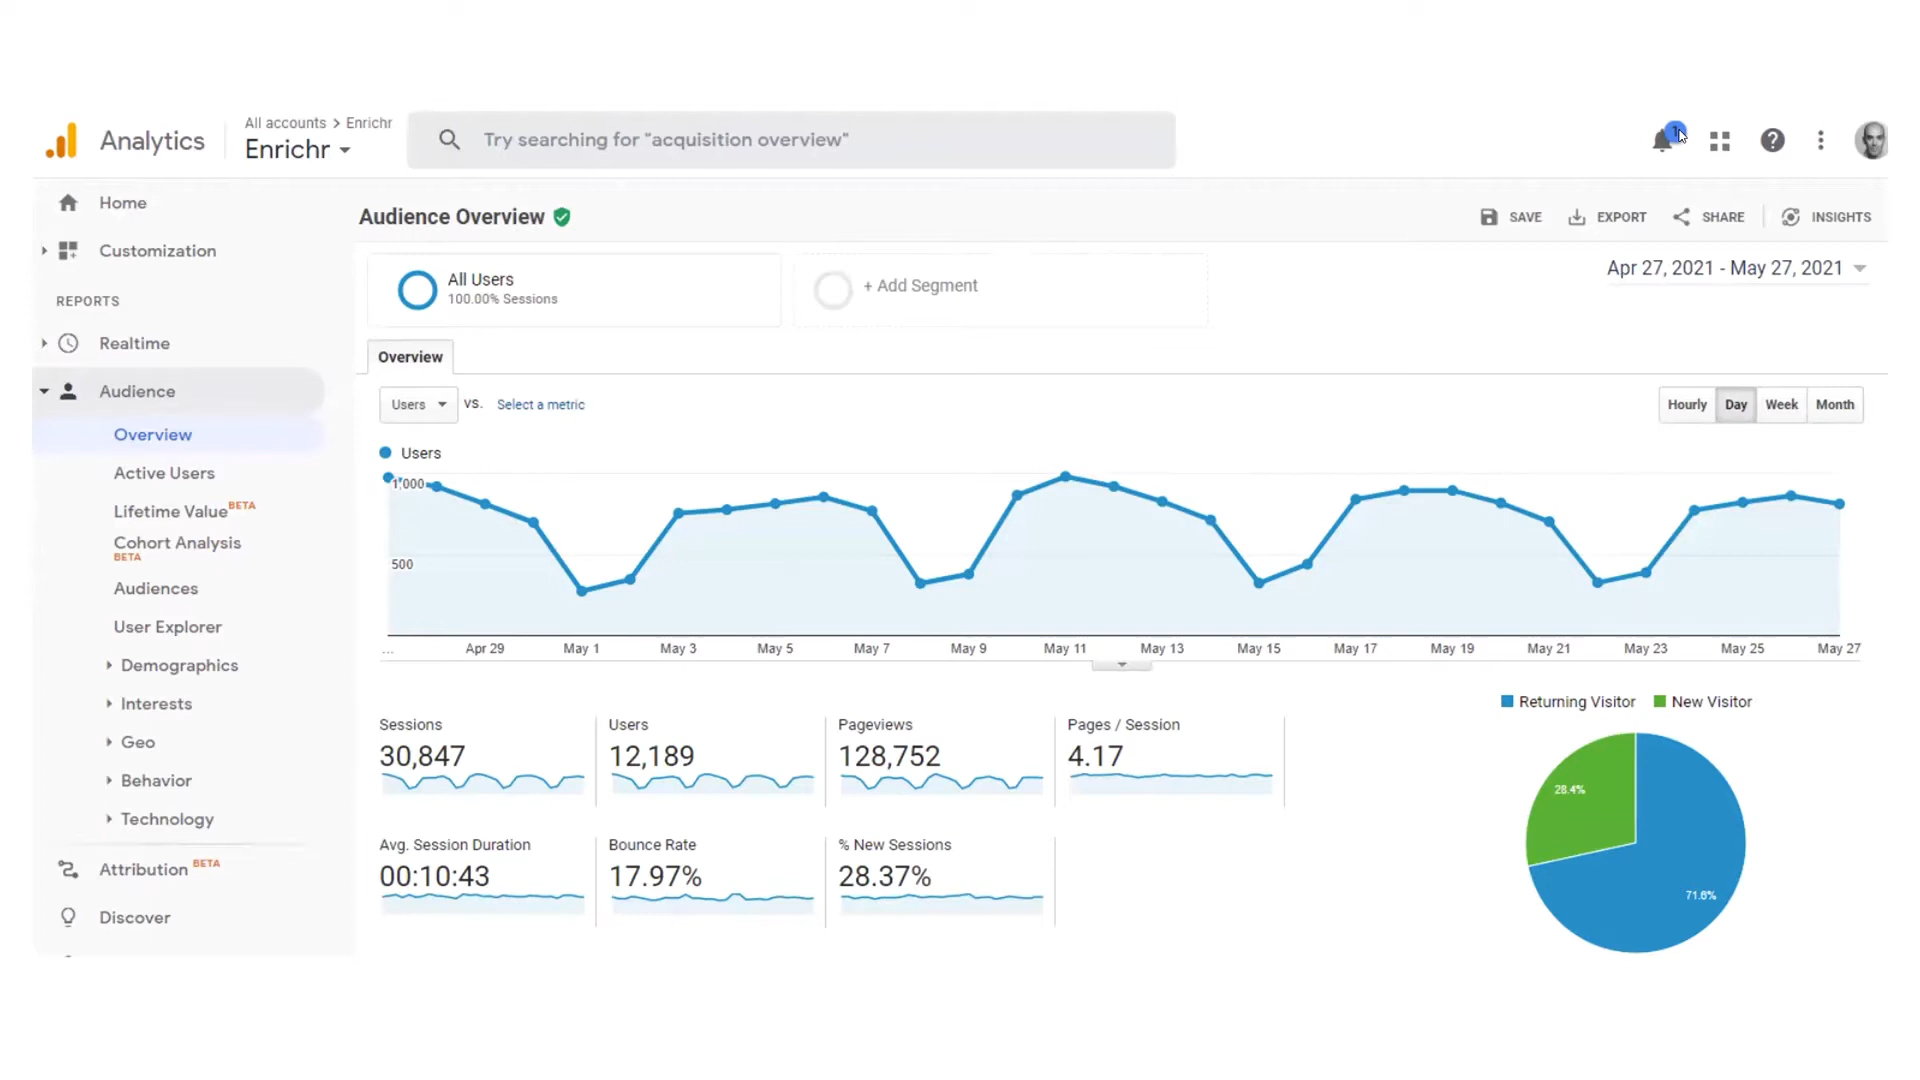 Analytics
All accounts > Enrichr
Enrichr
Try searching for "acquisition overview"
1
Home
Customization
REPORTS
Realtime
Audience
Overview
Active Users
Lifetime Value BETA
Cohort Analysis
BETA
Audiences
User Explorer
Demographics
Interests
Geo
Behavior
Technology
Attribution BETA
Discover
Audience Overview
SAVE
EXPORT
SHARE
INSIGHTS
All Users
100.00% Sessions
+ Add Segment
Apr 27, 2021 - May 27, 2021
Overview
Users
VS.
Select a metric
Hourly
Day
Week
Month
Users
1,000
500
...
Apr 29
May 1
May 3
May 5
May 7
May 9
May 11
May 13
May 15
May 17
May 19
May 21
May 23
May 25
May 27
Sessions
30,847
Users
12,189
Pageviews
128,752
Pages / Session
4.17
Avg. Session Duration
00:10:43
Bounce Rate
17.97%
% New Sessions
28.37%
Returning Visitor
New Visitor
28.4%
71.6%